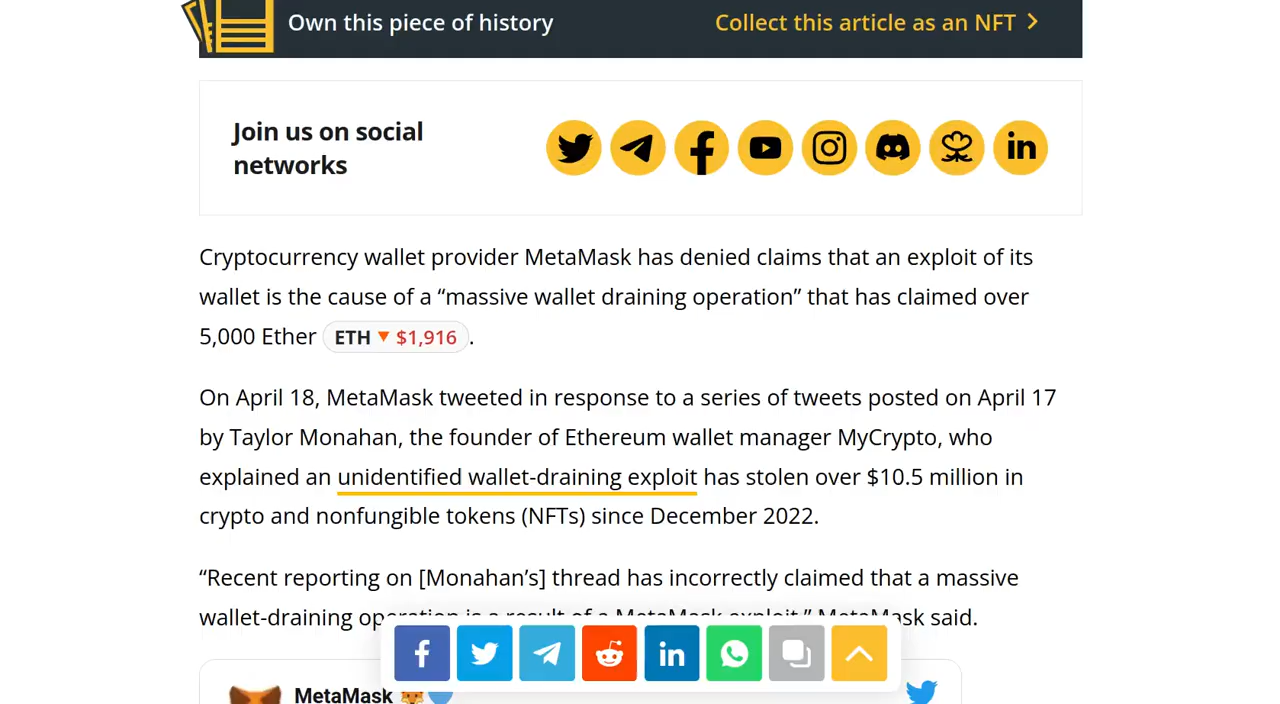 Own this piece of history
Collect this article as an NFT
Join us on social
networks
Cryptocurrency wallet provider MetaMask has denied claims that an exploit of its
wallet is the cause of a “massive wallet draining operation” that has claimed over
5,000 Ether ETH ▼ $1,916 .
On April 18, MetaMask tweeted in response to a series of tweets posted on April 17
by Taylor Monahan, the founder of Ethereum wallet manager MyCrypto, who
explained an unidentified wallet-draining exploit has stolen over $10.5 million in
crypto and nonfungible tokens (NFTs) since December 2022.
“Recent reporting on [Monahan’s] thread has incorrectly claimed that a massive
wallet-draining operation is a result of a MetaMask exploit,” MetaMask said.
MetaMask